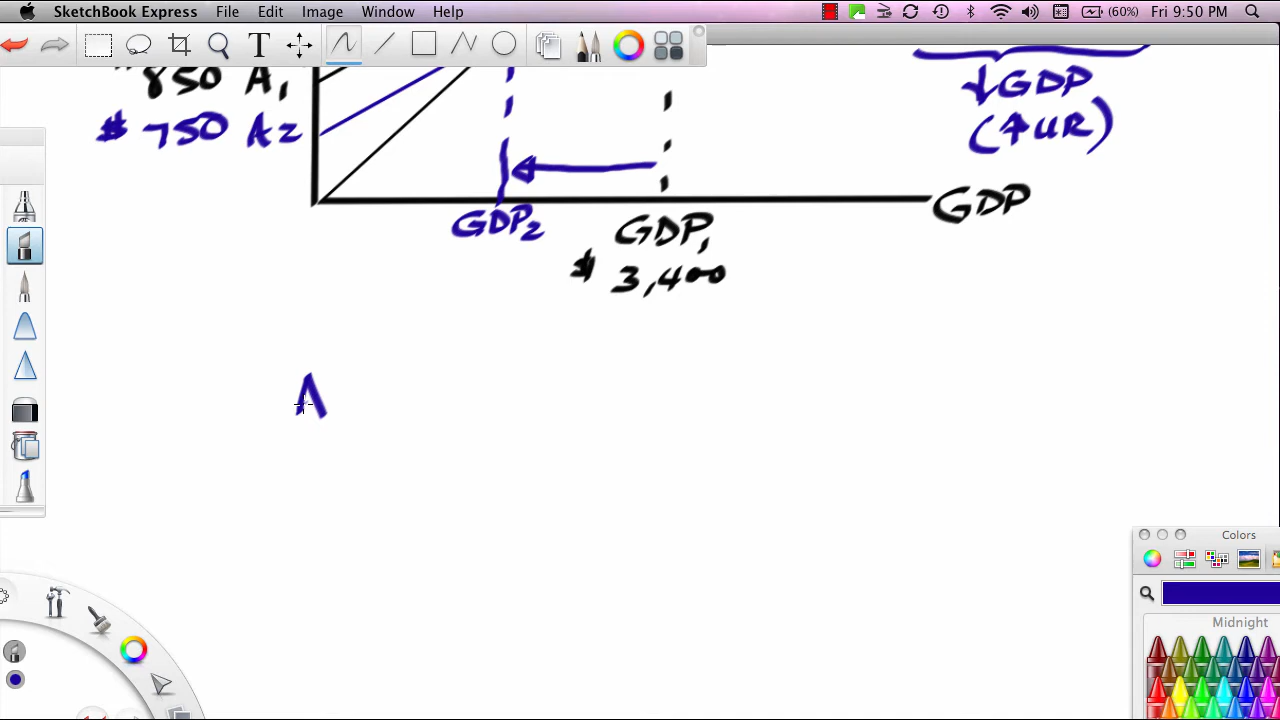 SketchBook Express File Edit Image Window Help (60%) Fri 9:50 PM
T
850 A1
$ 750 A2
↓GDP
(↑UR)
GDP
GDP2
GDP1
$ 3,400
Λ
Colors
Midnight